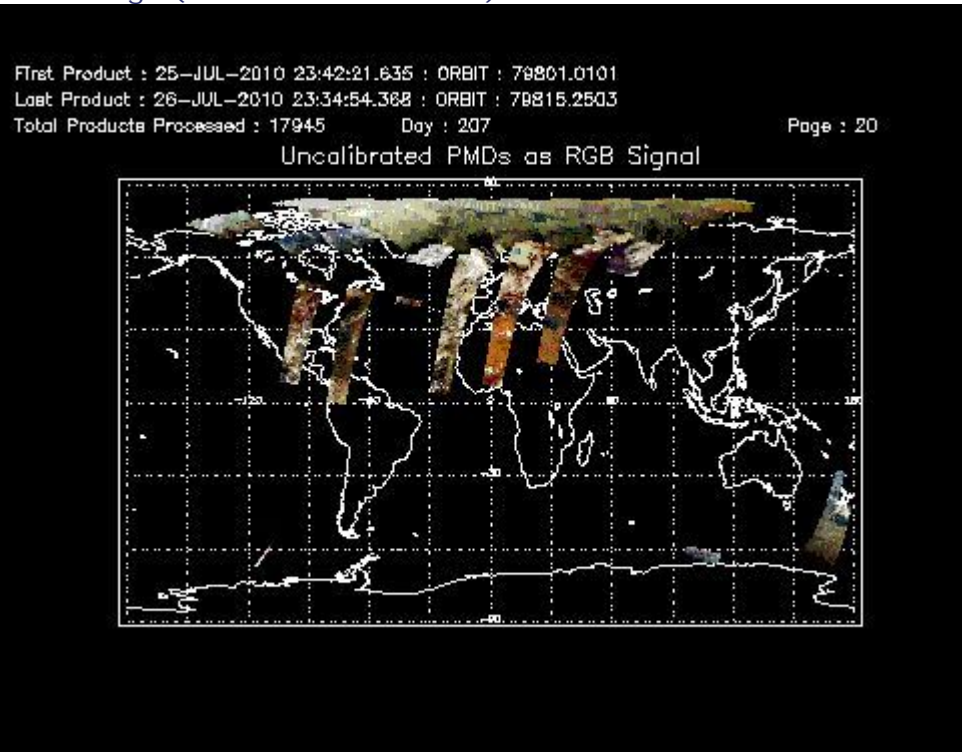 First Product : 25-JUL-2010 23:42:21.635 : ORBIT : 79801.0101
Last Product : 26-JUL-2010 23:34:54.368 : ORBIT : 79815.2503
Total Products Processed : 17945 Day : 207 Page : 20
Uncalibrated PMDs as RGB Signal